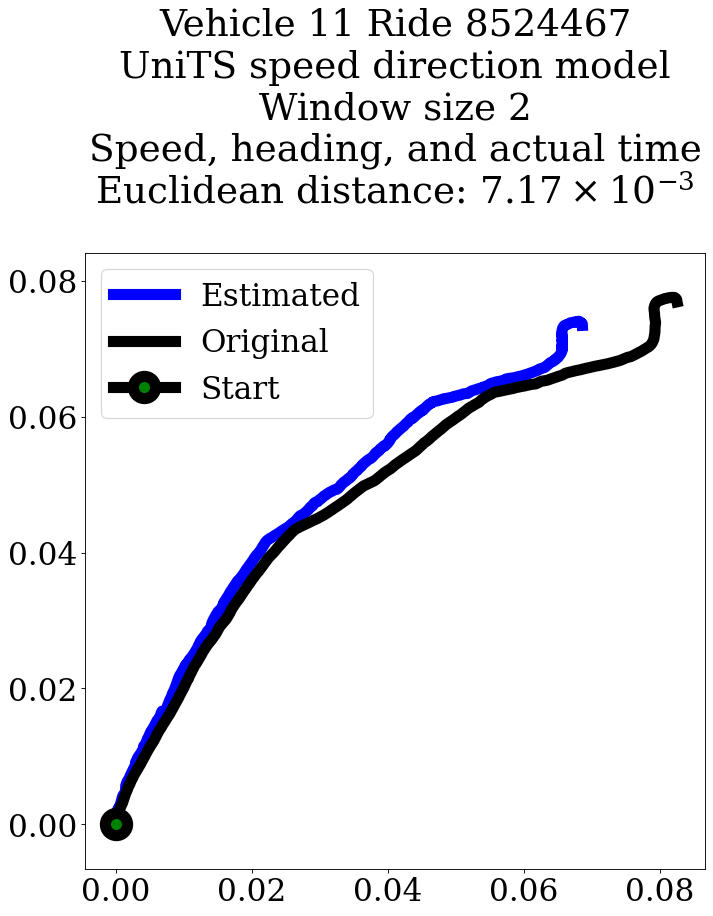 Vehicle 11 Ride 8524467
UniTS speed direction model
Window size 2
Speed, heading, and actual time
Euclidean distance: 7.17 × 10⁻³
Estimated
Original
Start
0.08
0.06
0.04
0.02
0.00
0.00 0.02 0.04 0.06 0.08